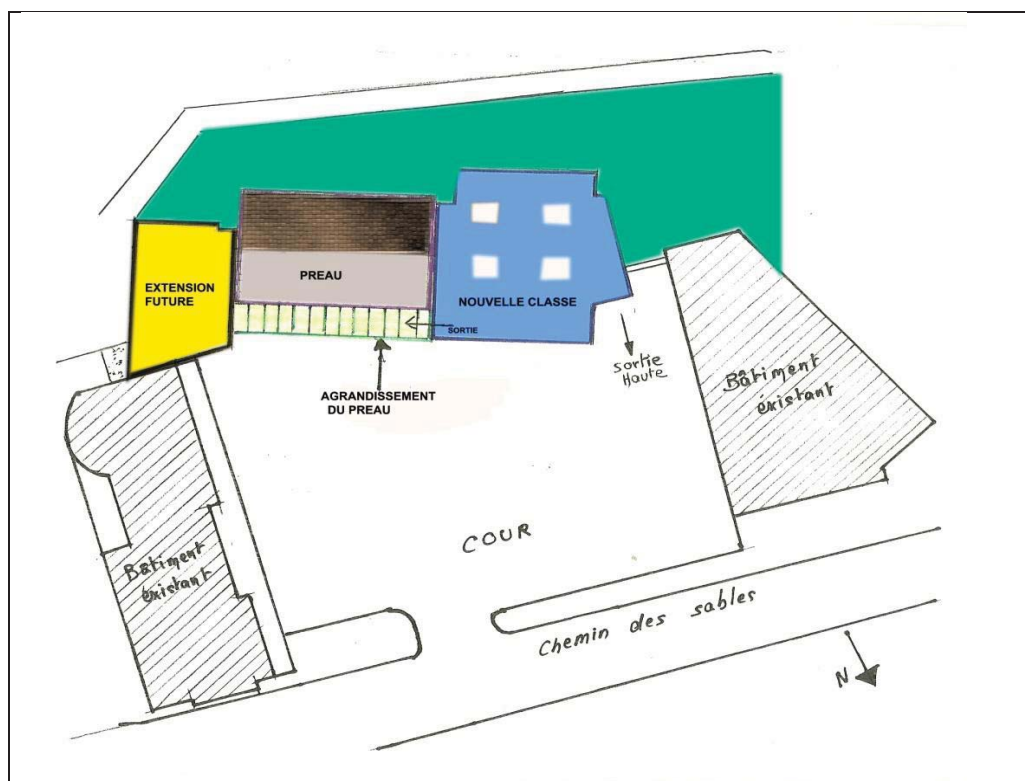 EXTENSION
FUTURE
PREAU
NOUVELLE CLASSE
SORTIE
AGRANDISSEMENT
DU PREAU
sortie
Haute
Bâtiment
éxistant
COUR
Bâtiment
éxistant
Chemin des sables
N